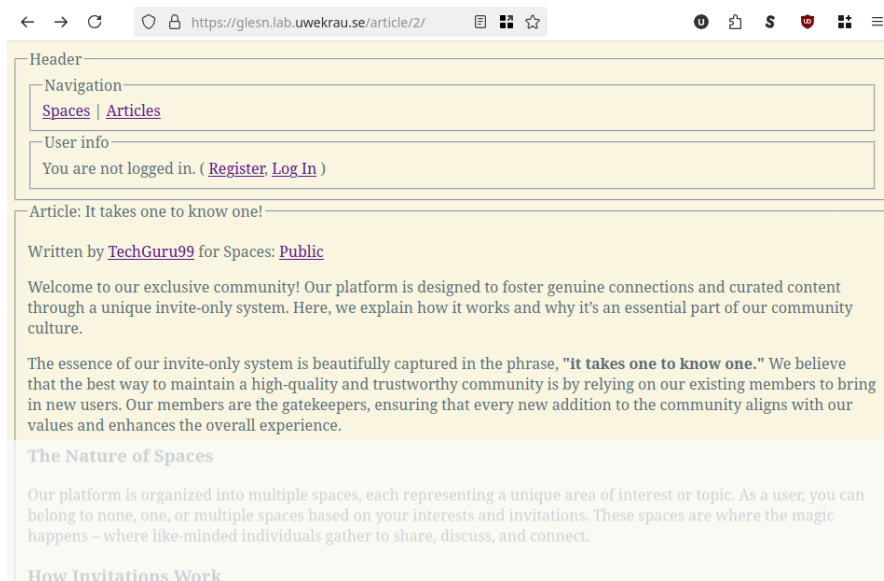 https://glesn.lab.uwekrau.se/article/2/
Header
Navigation
Spaces | Articles
User info
You are not logged in. ( Register, Log In )
Article: It takes one to know one!
Written by TechGuru99 for Spaces: Public
Welcome to our exclusive community! Our platform is designed to foster genuine connections and curated content
through a unique invite-only system. Here, we explain how it works and why it’s an essential part of our community
culture.
The essence of our invite-only system is beautifully captured in the phrase, "it takes one to know one." We believe
that the best way to maintain a high-quality and trustworthy community is by relying on our existing members to bring
in new users. Our members are the gatekeepers, ensuring that every new addition to the community aligns with our
values and enhances the overall experience.
The Nature of Spaces
Our platform is organized into multiple spaces, each representing a unique area of interest or topic. As a user, you can
belong to none, one, or multiple spaces based on your interests and invitations. These spaces are where the magic
happens – where like-minded individuals gather to share, discuss, and connect.
How Invitations Work